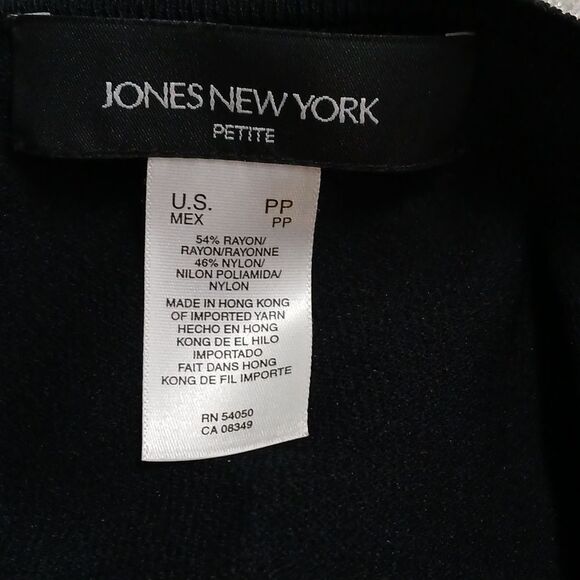 JONES NEW YORK
PETITE
U.S. PP
MEX PP
54% RAYON/
RAYON/RAYONNE
46% NYLON/
NILON POLIAMIDA/
NYLON
MADE IN HONG KONG
OF IMPORTED YARN
HECHO EN HONG
KONG DE EL HILO
IMPORTADO
FAIT DANS HONG
KONG DE FIL IMPORTE
RN 54050
CA 08349